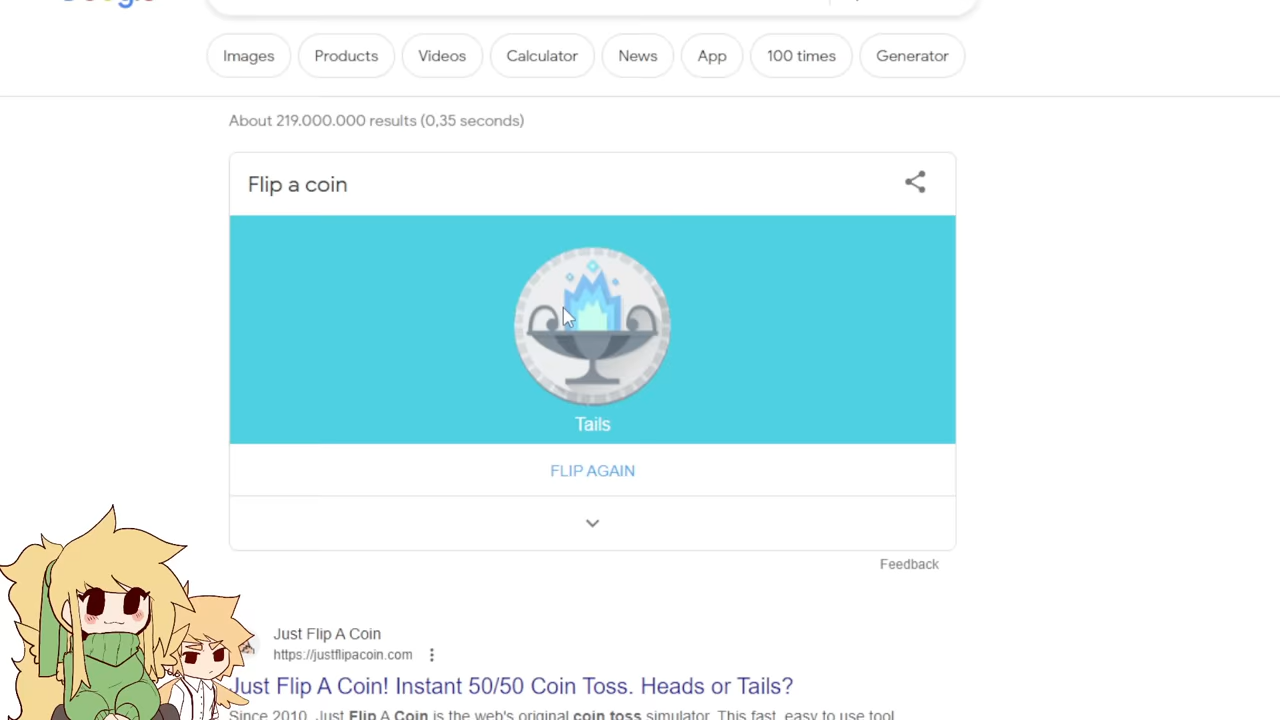 Images Products Videos Calculator News App 100 times Generator
About 219.000.000 results (0,35 seconds)
Flip a coin
Tails
FLIP AGAIN
Feedback
Just Flip A Coin
https://justflipacoin.com
Just Flip A Coin! Instant 50/50 Coin Toss. Heads or Tails?
Since 2010, Just Flip A Coin is the web's original coin toss simulator. This fast, easy to use tool